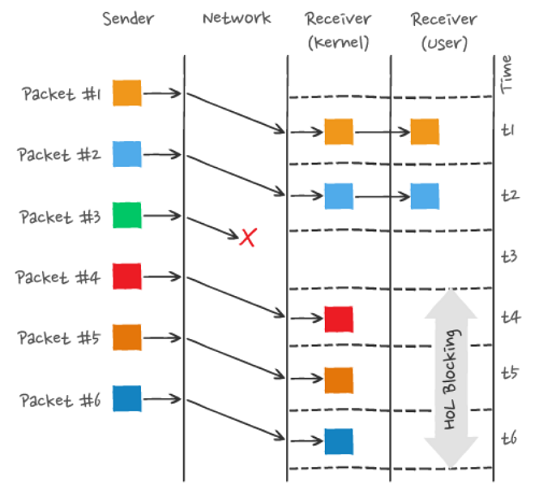 Sender
Network
Receiver
(kernel)
Receiver
(user)
Time
Packet #1
t1
Packet #2
t2
Packet #3
X
t3
Packet #4
t4
Packet #5
t5
Packet #6
t6
HoL Blocking